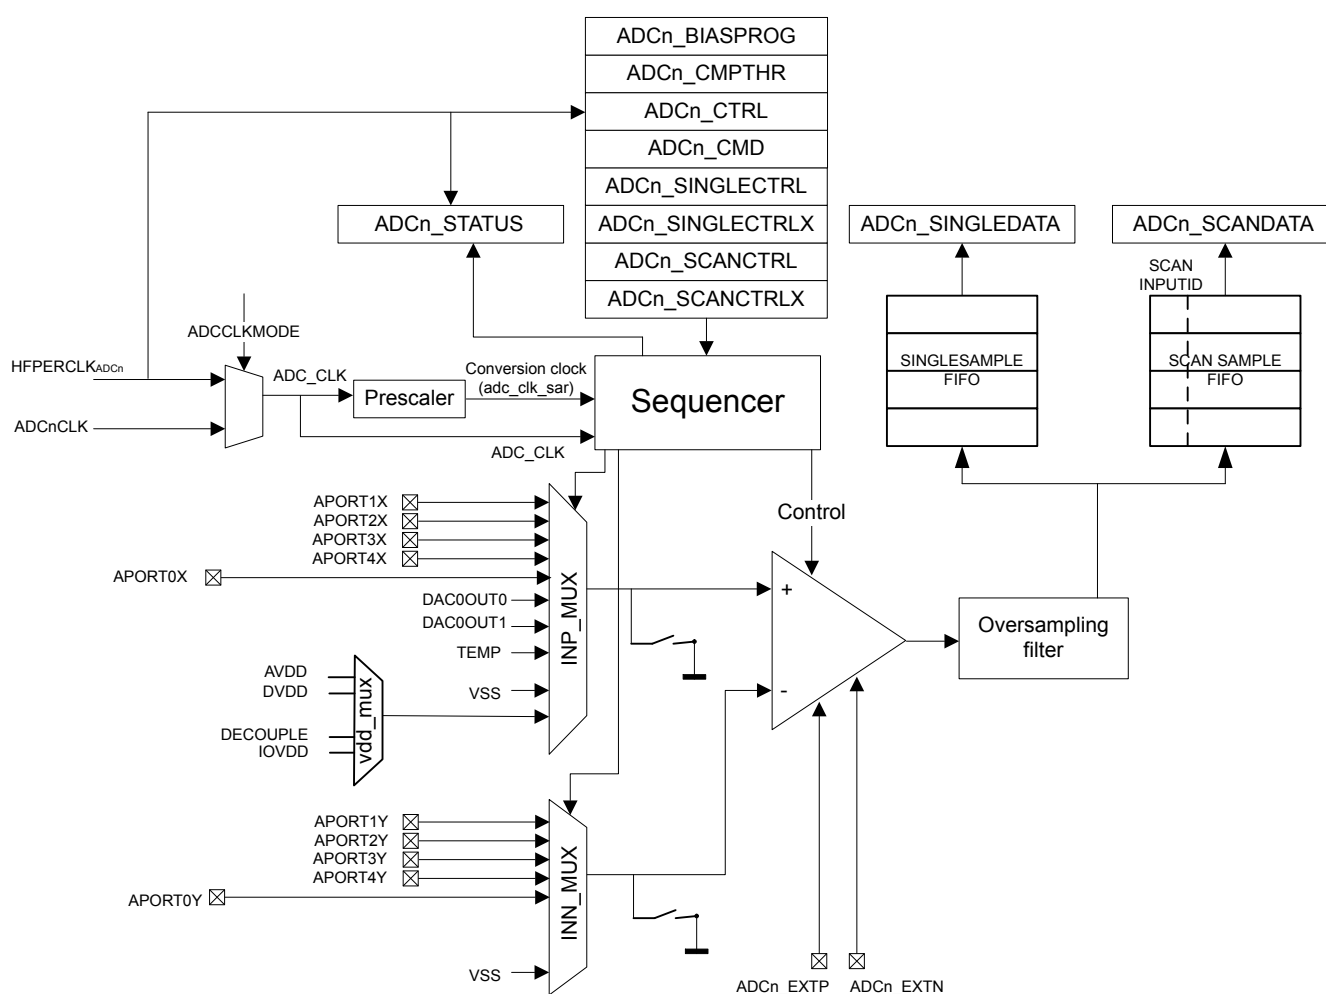 ADCn_BIASPROG
ADCn_CMPTHR
ADCn_CTRL
ADCn_CMD
ADCn_SINGLECTRL
ADCn_SINGLECTRLX
ADCn_SCANCTRL
ADCn_SCANCTRLX
ADCn_STATUS
ADCn_SINGLEDATA
ADCn_SCANDATA
SCAN
INPUTID
SINGLESAMPLE
FIFO
SCAN SAMPLE
FIFO
ADCCLKMODE
HFPERCLKADCn
ADCnCLK
ADC_CLK
Prescaler
Conversion clock
(adc_clk_sar)
Sequencer
ADC_CLK
APORT1X
APORT2X
APORT3X
APORT4X
APORT0X
DAC0OUT0
DAC0OUT1
TEMP
VSS
INP_MUX
AVDD
DVDD
DECOUPLE
IOVDD
vdd_mux
Control
+
-
Oversampling
filter
APORT1Y
APORT2Y
APORT3Y
APORT4Y
APORT0Y
VSS
INN_MUX
ADCn_EXTP
ADCn_EXTN